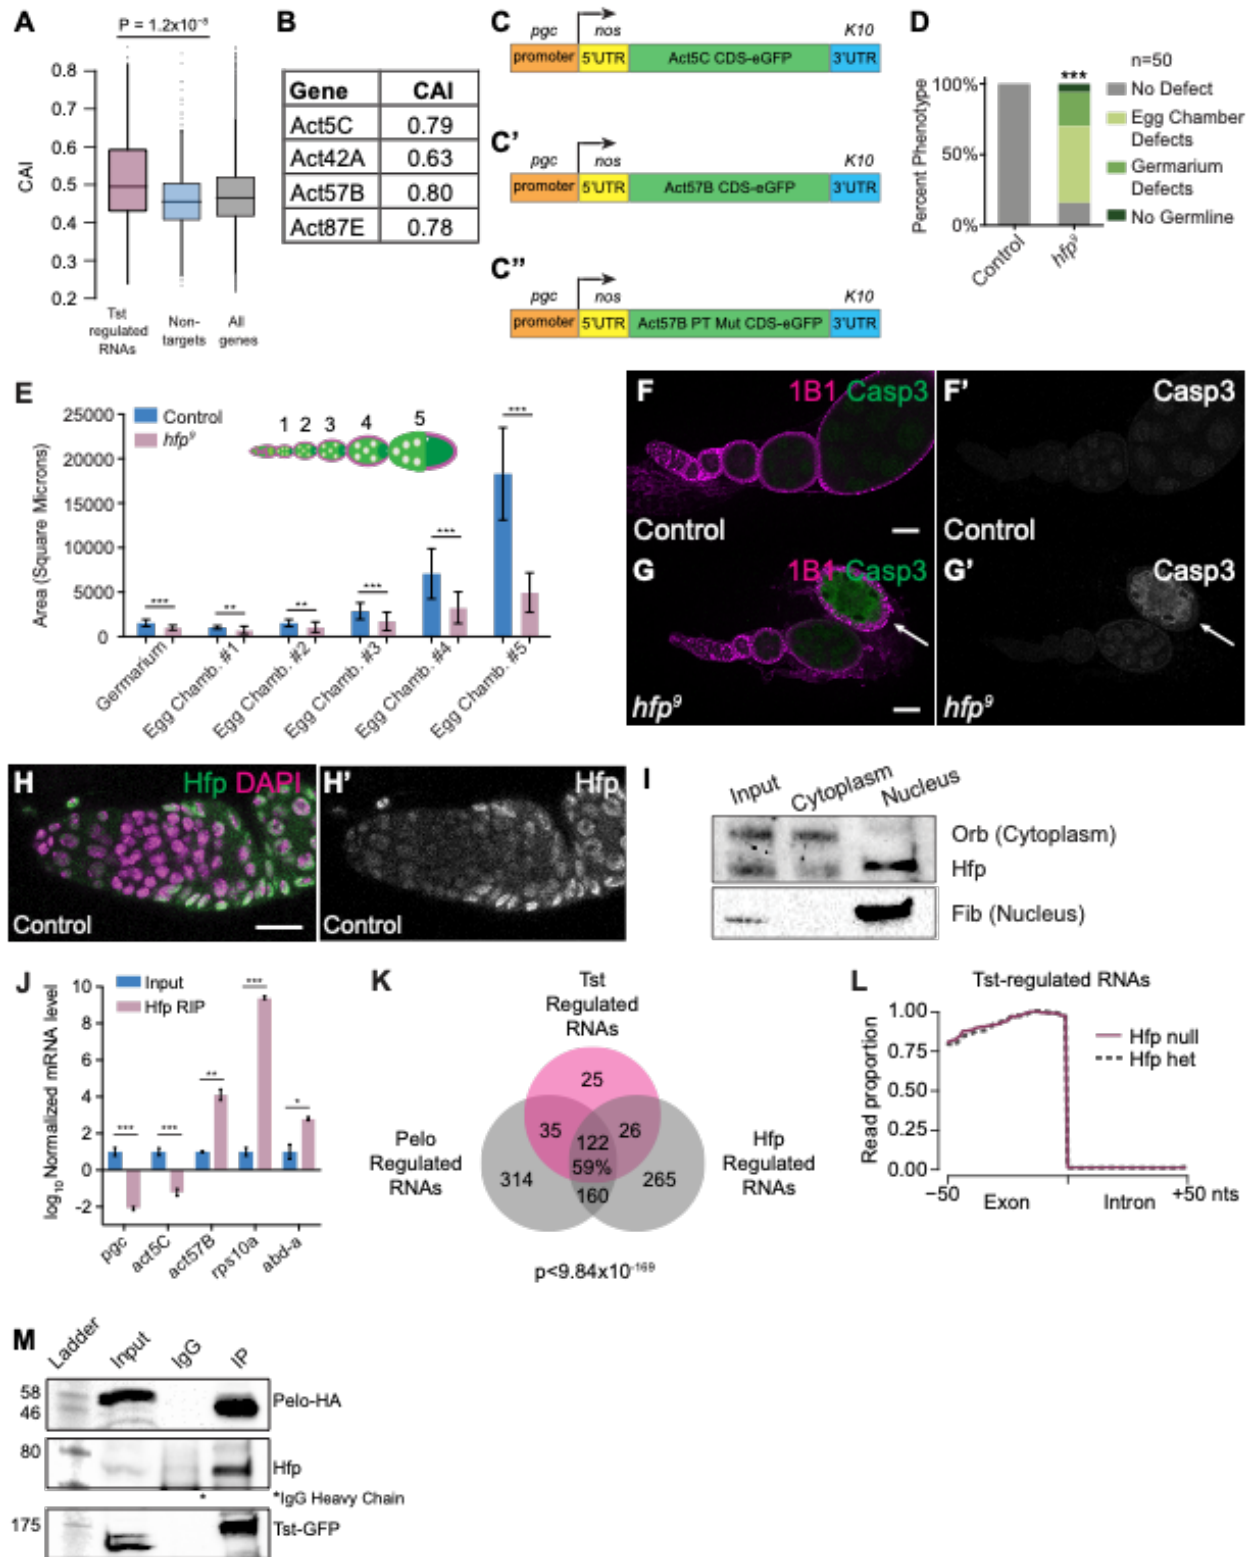 A
P = 1.2x10⁻⁸
CAI
0.8
0.7
0.6
0.5
0.4
0.3
0.2
Tst regulated RNAs
Non-targets
All genes
B
Gene CAI
Act5C 0.79
Act42A 0.63
Act57B 0.80
Act87E 0.78
C
pgc nos K10
promoter 5'UTR Act5C CDS-eGFP 3'UTR
C'
pgc nos K10
promoter 5'UTR Act57B CDS-eGFP 3'UTR
C"
pgc nos K10
promoter 5'UTR Act57B PT Mut CDS-eGFP 3'UTR
D
n=50
***
Percent Phenotype
100%
50%
0%
Control hfp⁹
No Defect
Egg Chamber
Defects
Germarium
Defects
No Germline
E
Control
hfp⁹
Area (Square Microns)
25000
20000
15000
10000
5000
0
1 2 3 4 5
*** ** ** *** *** ***
Germarium
Egg Chamb. #1
Egg Chamb. #2
Egg Chamb. #3
Egg Chamb. #4
Egg Chamb. #5
F 1B1 Casp3
Control
F' Casp3
Control
G 1B1 Casp3
hfp⁹
G' Casp3
hfp⁹
H Hfp DAPI
Control
H' Hfp
Control
I
Input Cytoplasm Nucleus
Orb (Cytoplasm)
Hfp
Fib (Nucleus)
J
Input
Hfp RIP
log₁₀Normalized mRNA level
10
8
6
4
2
0
-2
*** *** ** *** *
pgc act5C act57B rps10a abd-a
K
Tst
Regulated
RNAs
25
35 122 26
59%
Pelo
Regulated
RNAs
Hfp
Regulated
RNAs
314 160 265
p<9.84x10⁻¹⁶⁹
L
Tst-regulated RNAs
Read proportion
1.00
0.75
0.50
0.25
0.00
Hfp null
Hfp het
−50 +50 nts
Exon Intron
M
Ladder Input IgG IP
58
46
Pelo-HA
80
Hfp
*
*IgG Heavy Chain
175
Tst-GFP